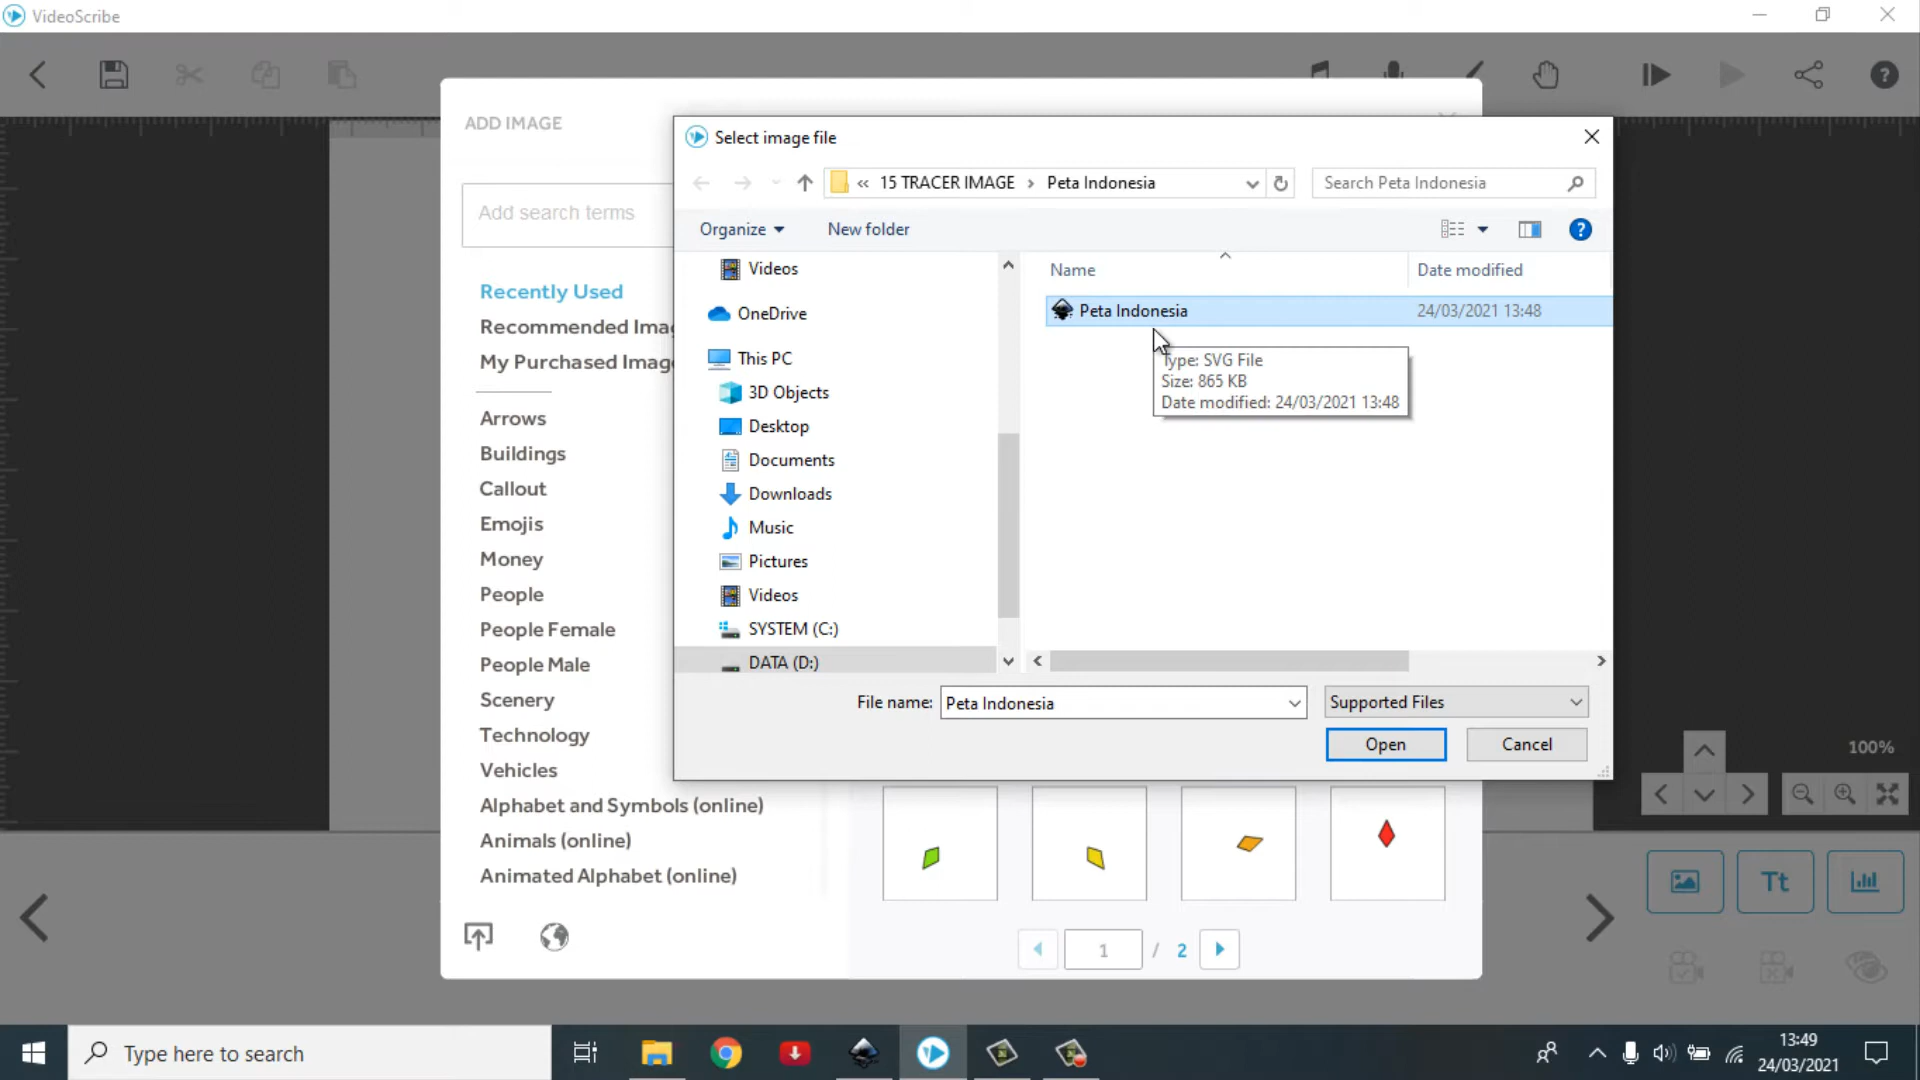 VideoScribe
ADD IMAGE
Add search terms
Recently Used
Recommended Imag
My Purchased Imag
Arrows
Buildings
Callout
Emojis
Money
People
People Female
People Male
Scenery
Technology
Vehicles
Alphabet and Symbols (online)
Animals (online)
Animated Alphabet (online)
Select image file
« 15 TRACER IMAGE > Peta Indonesia
Search Peta Indonesia
Organize
New folder
Videos
OneDrive
This PC
3D Objects
Desktop
Documents
Downloads
Music
Pictures
Videos
SYSTEM (C:)
DATA (D:)
Name
Date modified
Peta Indonesia
24/03/2021 13:48
Type: SVG File
Size: 865 KB
Date modified: 24/03/2021 13:48
File name:
Peta Indonesia
Supported Files
Open
Cancel
1 / 2
100%
Tt
Type here to search
13:49
24/03/2021